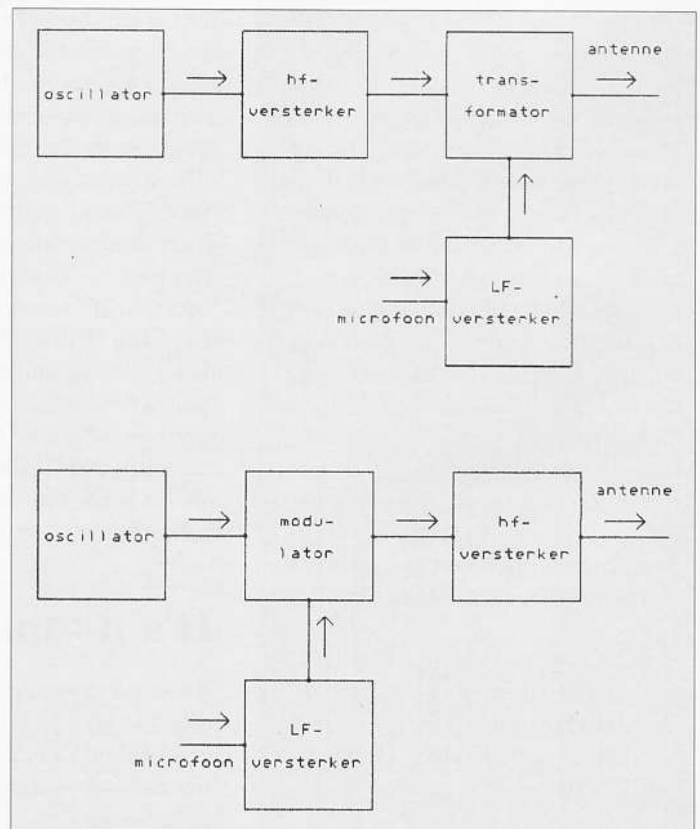 antenne
oscillator
hf-
versterker
trans-
formator
LF-
microfoon
versterker
antenne
oscillator
modu-
lator
hf-
versterker
LF-
microfoon
versterker